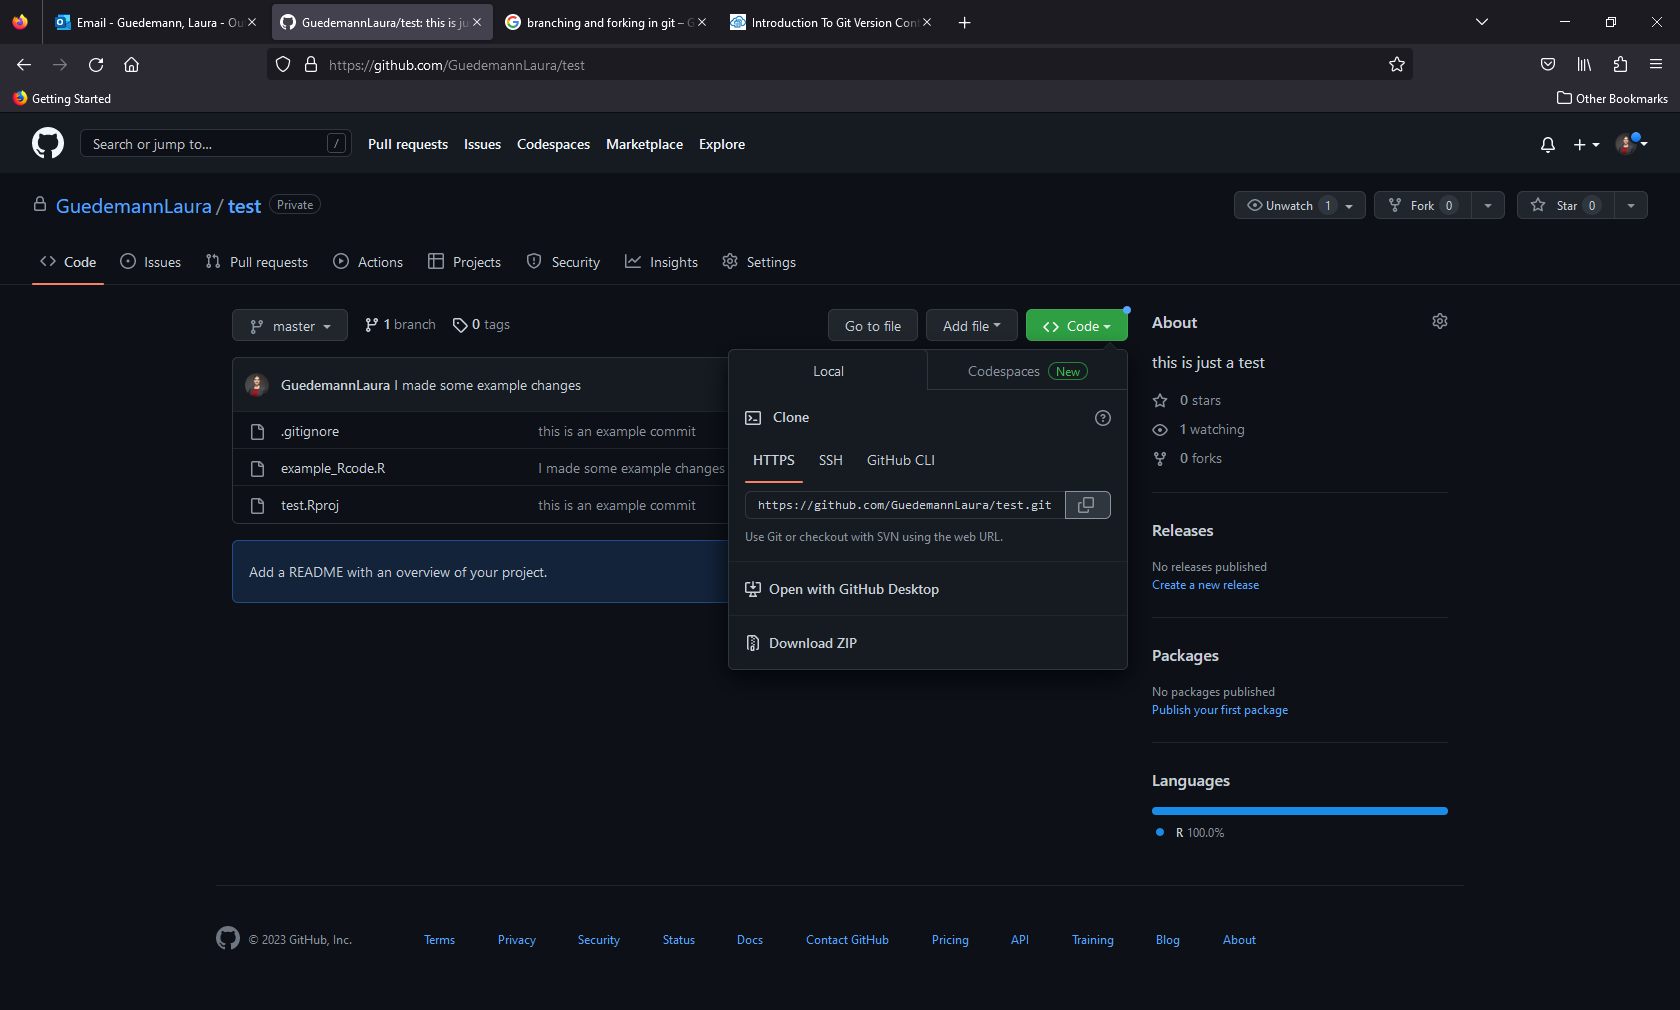 Email - Guedemann, Laura - Ou
GuedemannLaura/test: this is ju
branching and forking in git – G
Introduction To Git Version Con
https://github.com/GuedemannLaura/test
Getting Started
Other Bookmarks
Search or jump to... /
Pull requests Issues Codespaces Marketplace Explore
GuedemannLaura / test Private
Unwatch 1 Fork 0 Star 0
Code Issues Pull requests Actions Projects Security Insights Settings
master 1 branch 0 tags Go to file Add file Code
GuedemannLaura I made some example changes
.gitignore this is an example commit
example_Rcode.R I made some example changes
test.Rproj this is an example commit
Add a README with an overview of your project.
Local Codespaces New
Clone
HTTPS SSH GitHub CLI
https://github.com/GuedemannLaura/test.git
Use Git or checkout with SVN using the web URL.
Open with GitHub Desktop
Download ZIP
About
this is just a test
0 stars
1 watching
0 forks
Releases
No releases published
Create a new release
Packages
No packages published
Publish your first package
Languages
R 100.0%
© 2023 GitHub, Inc. Terms Privacy Security Status Docs Contact GitHub Pricing API Training Blog About